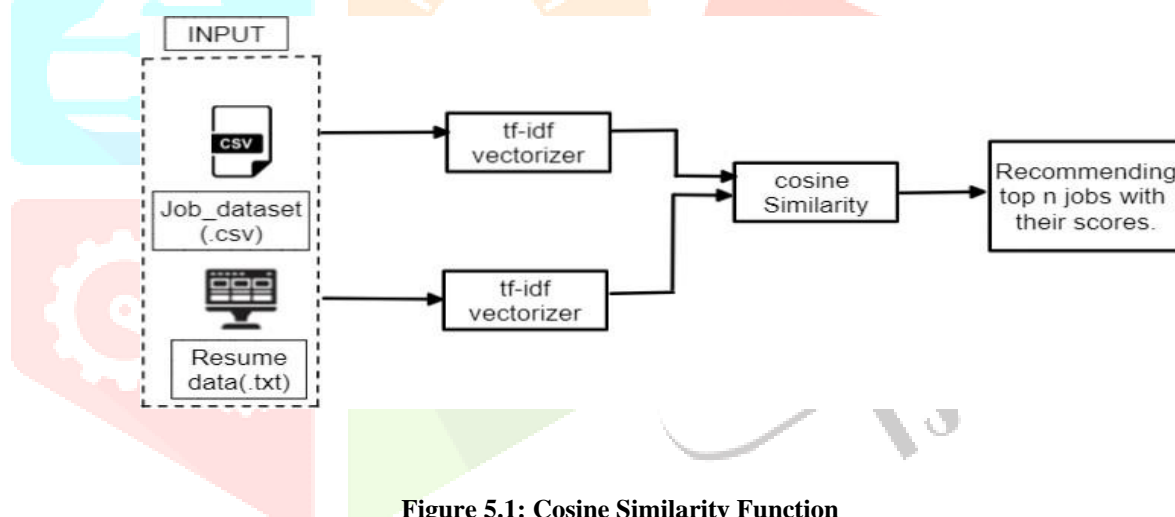 INPUT
CSV
Job_dataset
(.csv)
Resume
data(.txt)
tf-idf
vectorizer
tf-idf
vectorizer
cosine
Similarity
Recommending
top n jobs with
their scores.
Figure 5.1: Cosine Similarity Function